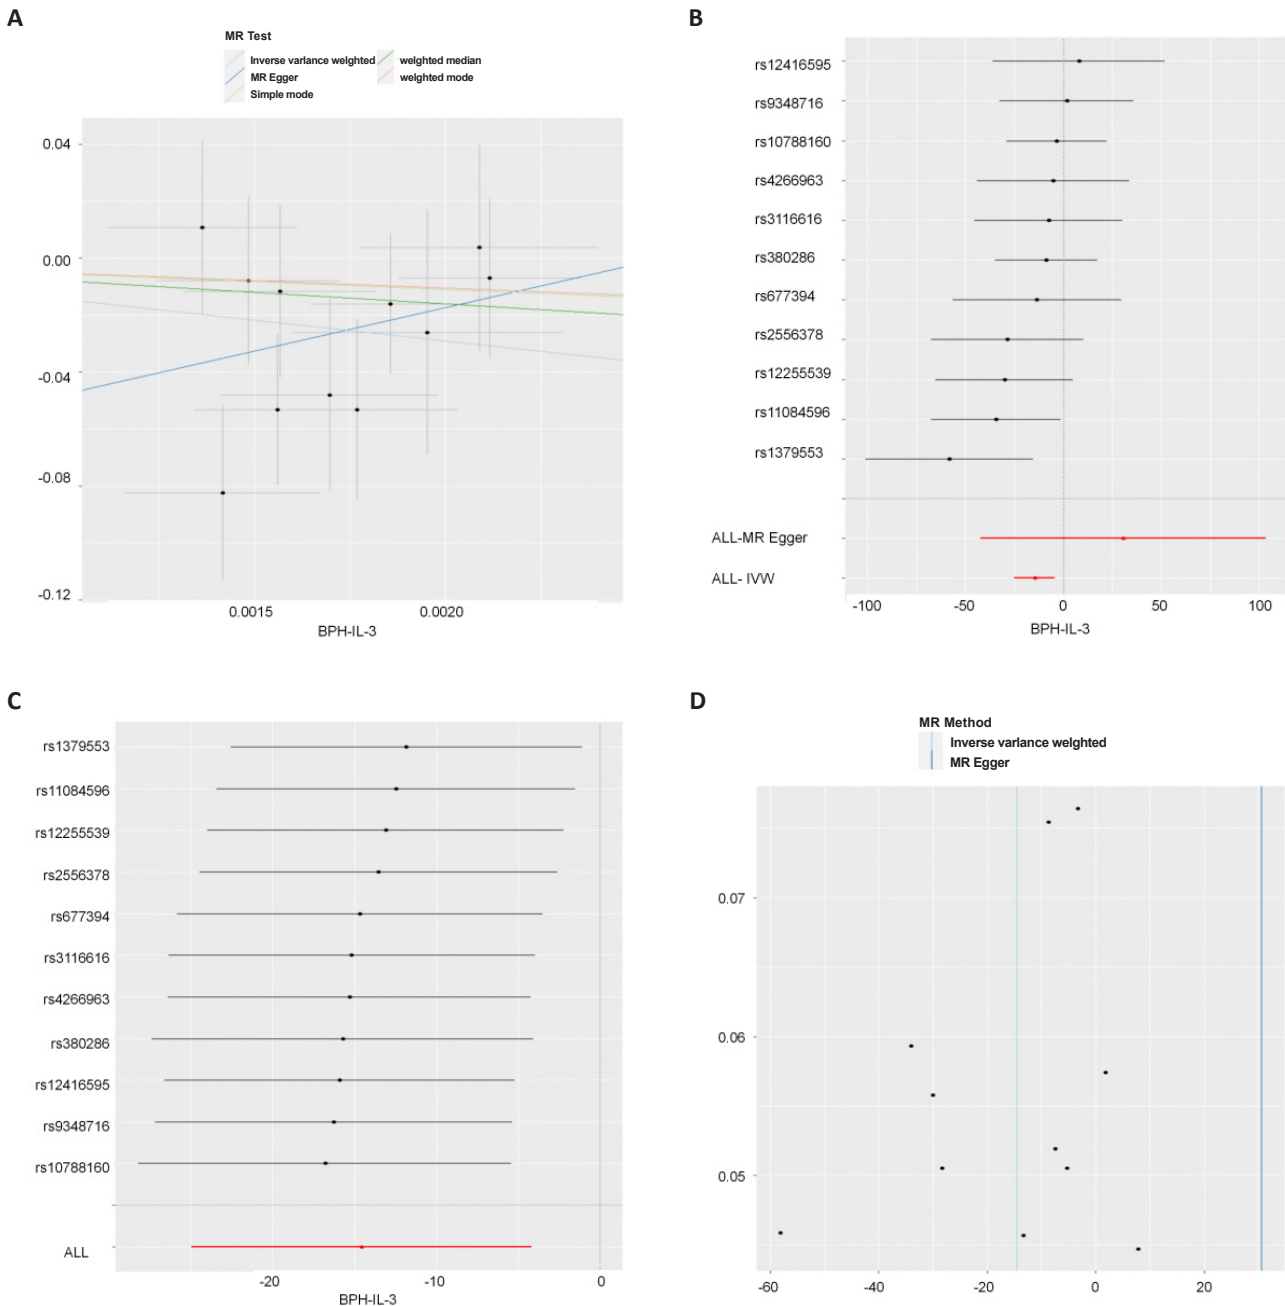 A
MR Test
Inverse variance weighted
weighted median
MR Egger
weighted mode
Simple mode
0.04
0.00
-0.04
-0.08
-0.12
0.0015
0.0020
BPH-IL-3
B
rs12416595
rs9348716
rs10788160
rs4266963
rs3116616
rs380286
rs677394
rs2556378
rs12255539
rs11084596
rs1379553
ALL-MR Egger
ALL- IVW
-100
-50
0
50
100
BPH-IL-3
C
rs1379553
rs11084596
rs12255539
rs2556378
rs677394
rs3116616
rs4266963
rs380286
rs12416595
rs9348716
rs10788160
ALL
-20
-10
0
BPH-IL-3
D
MR Method
Inverse varlance weighted
MR Egger
0.07
0.06
0.05
-60
-40
-20
0
20